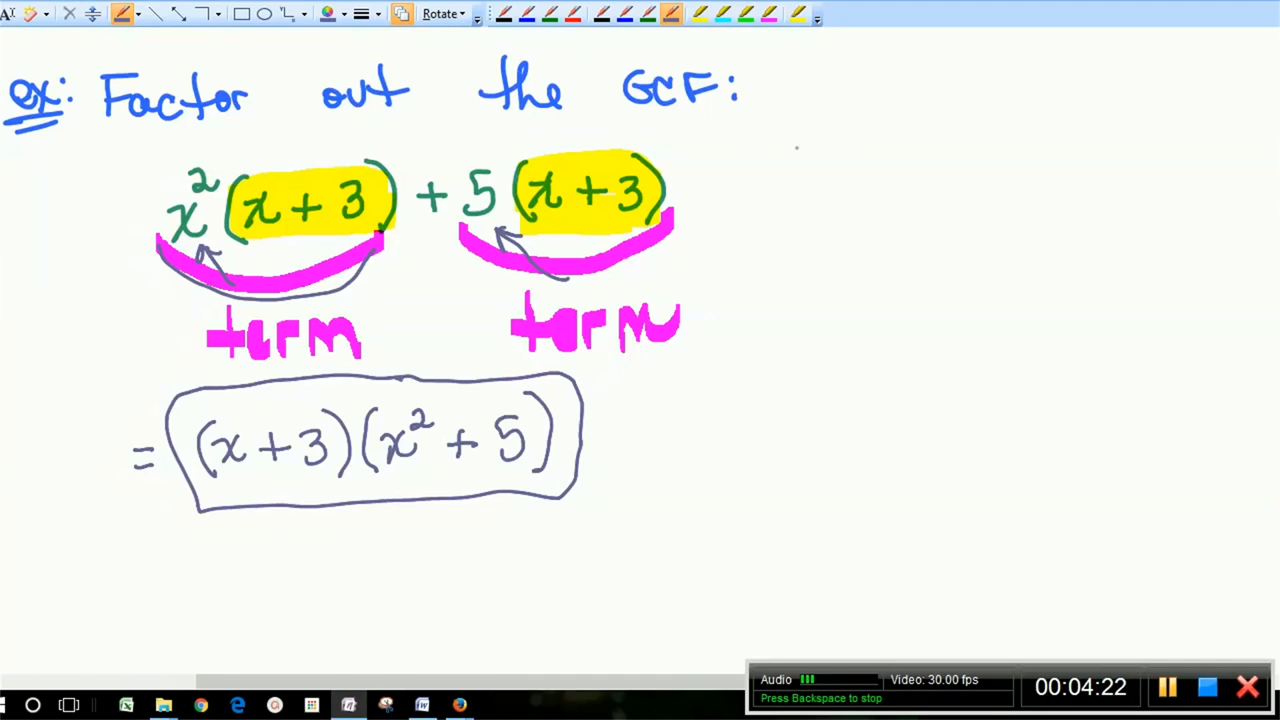 Rotate
ex: Factor out the GCF:
x²(x + 3) + 5(x + 3)
term term
= (x + 3)(x² + 5)
Audio Video: 30.00 fps 00:04:22
Press Backspace to stop